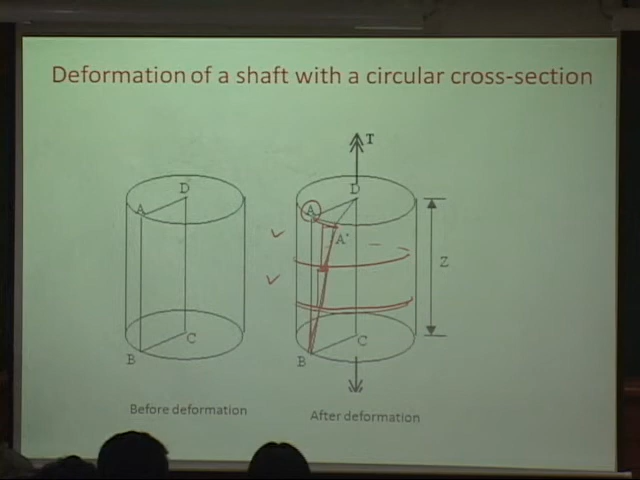 Deformation of a shaft with a circular cross-section
T
D
D
A
A
A'
Z
C
C
B
B
Before deformation
After deformation